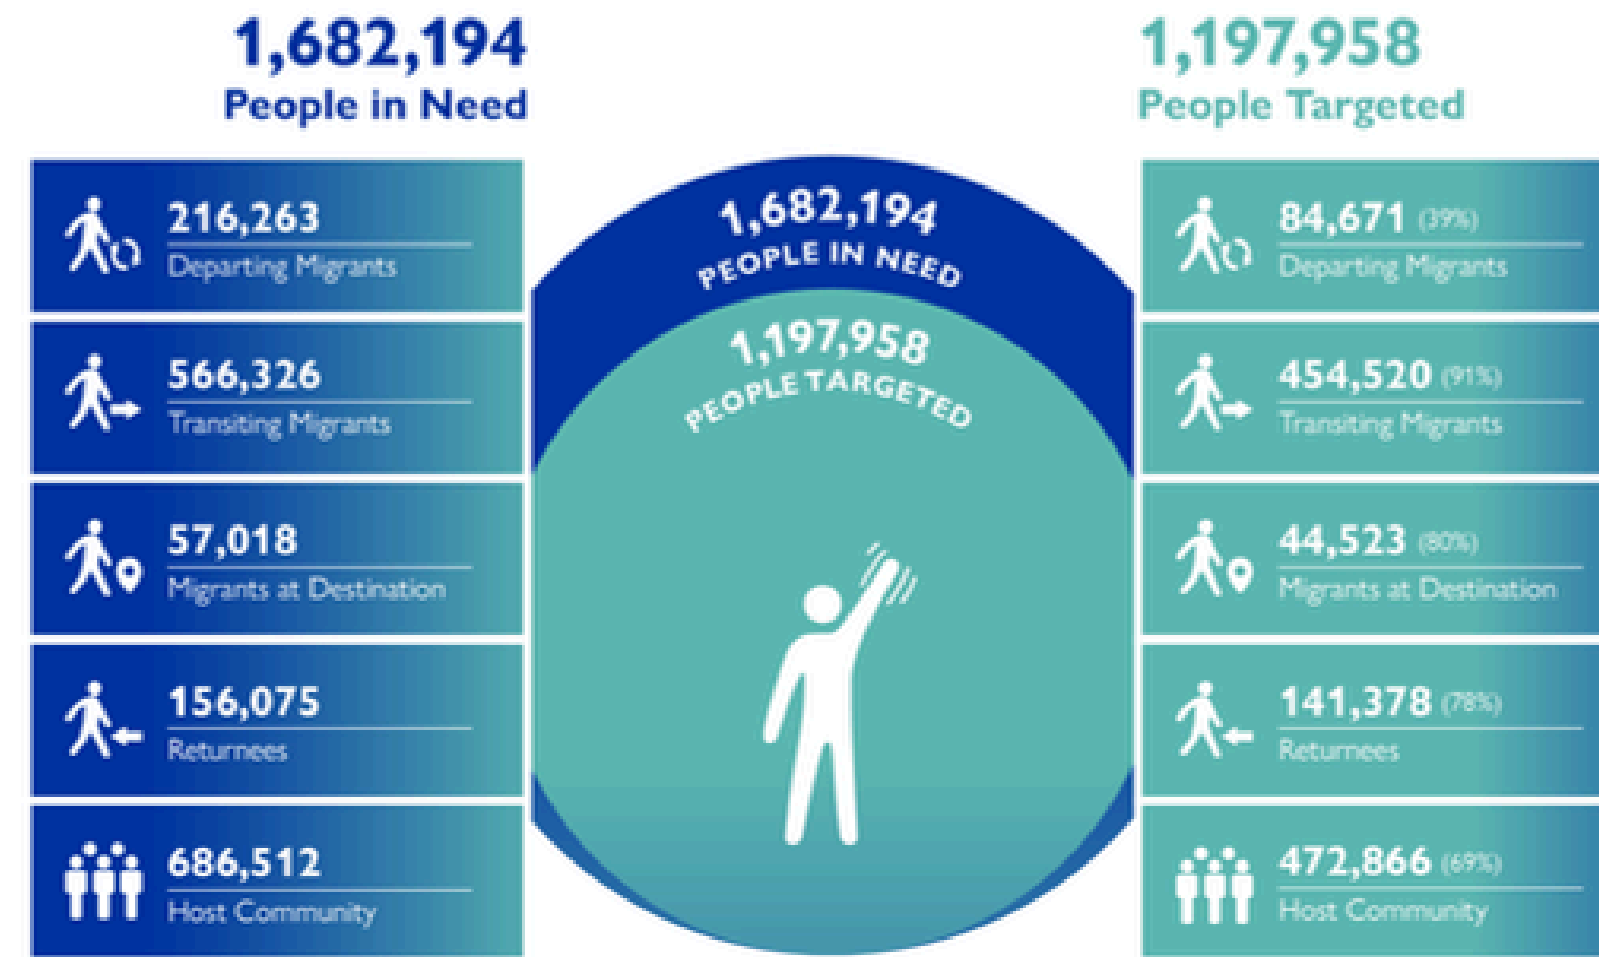 1,682,194
People in Need
216,263
Departing Migrants
566,326
Transiting Migrants
57,018
Migrants at Destination
156,075
Returnees
686,512
Host Community
1,682,194
PEOPLE IN NEED
1,197,958
PEOPLE TARGETED
1,197,958
People Targeted
84,671 (39%)
Departing Migrants
454,520 (91%)
Transiting Migrants
44,523 (80%)
Migrants at Destination
141,378 (78%)
Returnees
472,866 (69%)
Host Community